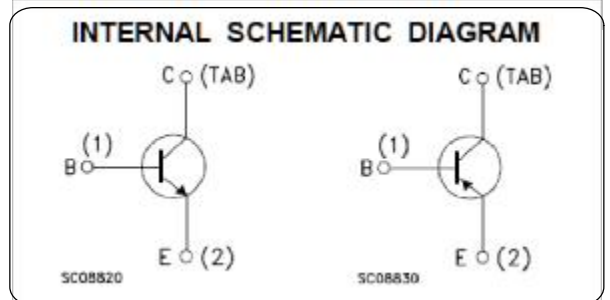 INTERNAL SCHEMATIC DIAGRAM
C (TAB)
(1)
B
E (2)
SC08820
C (TAB)
(1)
B
E (2)
SC08830